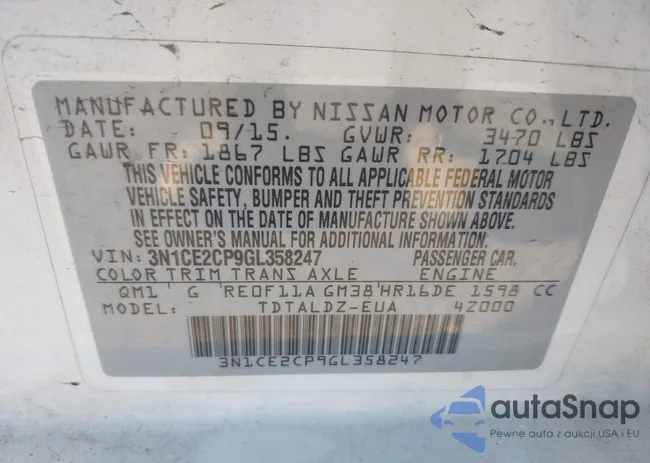 MANUFACTURED BY NISSAN MOTOR CO., LTD.
DATE: 09/15. GVWR: 3470 LBS
GAWR FR: 1867 LBS GAWR RR: 1704 LBS
THIS VEHICLE CONFORMS TO ALL APPLICABLE FEDERAL MOTOR
VEHICLE SAFETY, BUMPER AND THEFT PREVENTION STANDARDS
IN EFFECT ON THE DATE OF MANUFACTURE SHOWN ABOVE.
SEE OWNER'S MANUAL FOR ADDITIONAL INFORMATION.
VIN: 3N1CE2CP9GL358247 PASSENGER CAR.
COLOR TRIM TRANS AXLE ENGINE
QM1 G RE0F11A GM38 HR16DE 1598 CC
MODEL: TDTALDZ-EUA 4Z000
3N1CE2CP9GL358247
autoSnap
Pewne auta z aukcji USA i EU